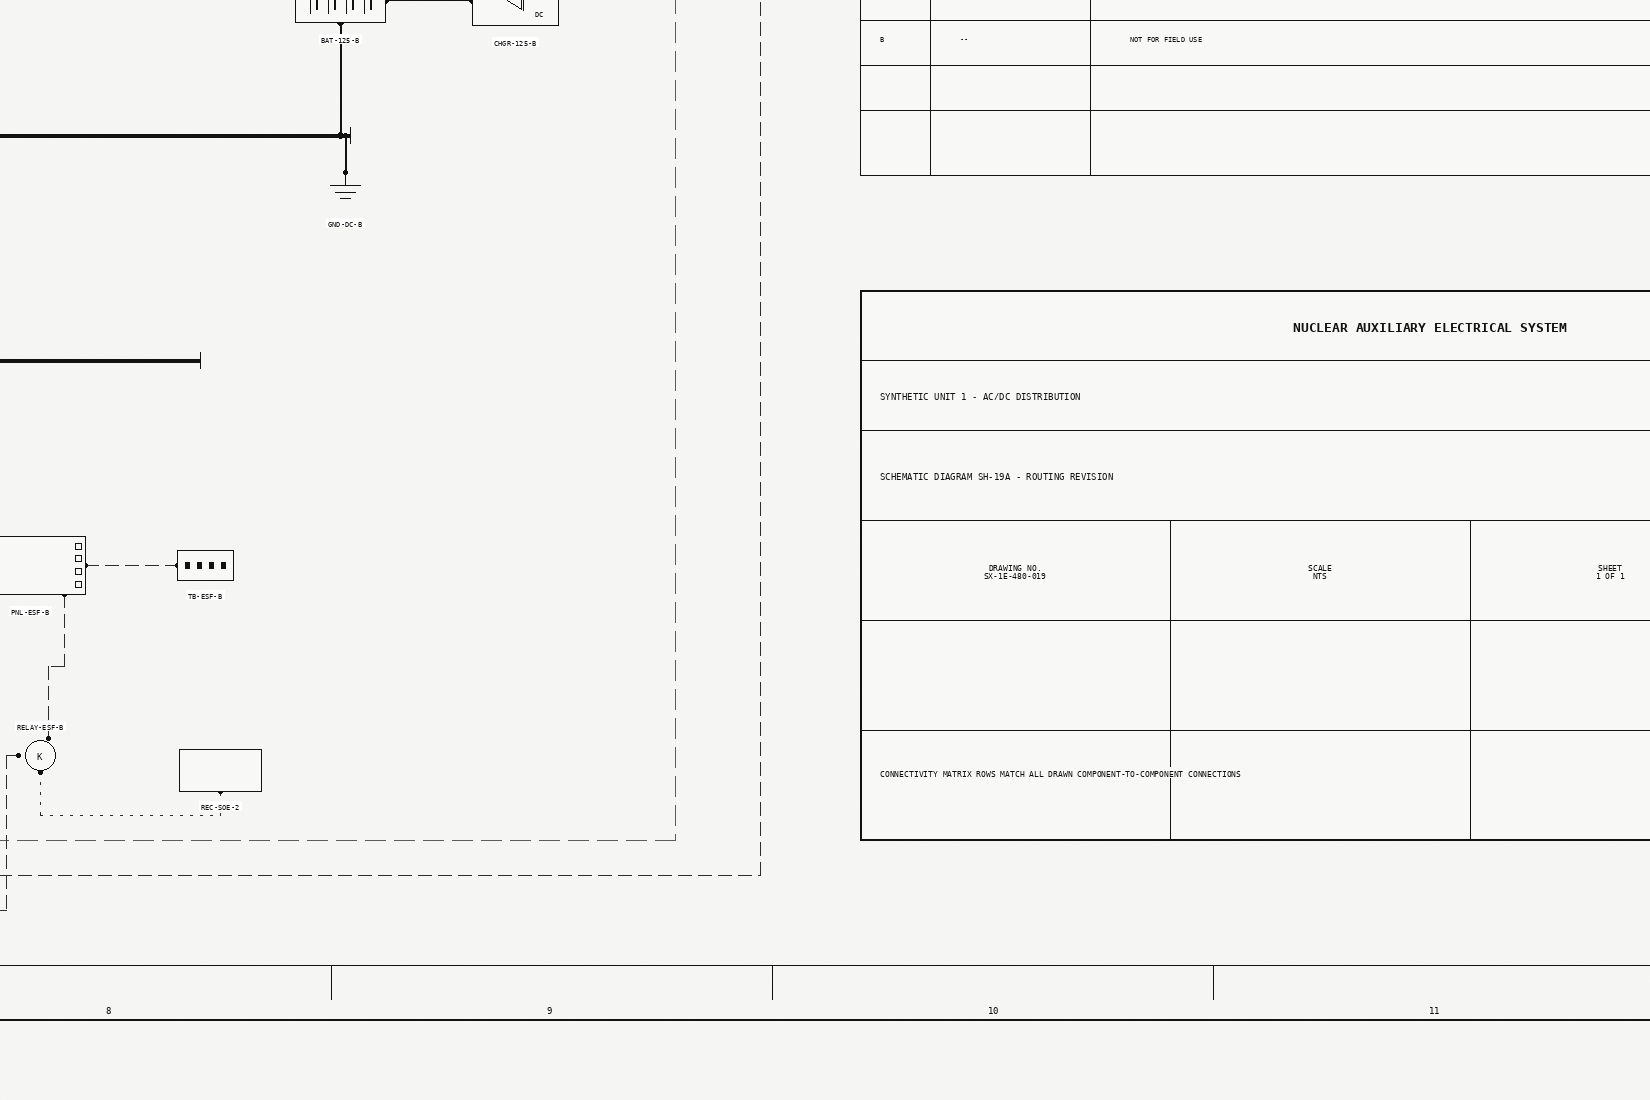 DC
BAT-125-B
CHGR-125-B
B
--
NOT FOR FIELD USE
GND-DC-B
NUCLEAR AUXILIARY ELECTRICAL SYSTEM
SYNTHETIC UNIT 1 - AC/DC DISTRIBUTION
SCHEMATIC DIAGRAM SH-19A - ROUTING REVISION
DRAWING NO.
SX-1E-480-019
SCALE
NTS
SHEET
1 OF 1
PNL-ESF-B
TB-ESF-B
RELAY-ESF-B
K
REC-SOE-2
CONNECTIVITY MATRIX ROWS MATCH ALL DRAWN COMPONENT-TO-COMPONENT CONNECTIONS
8
9
10
11